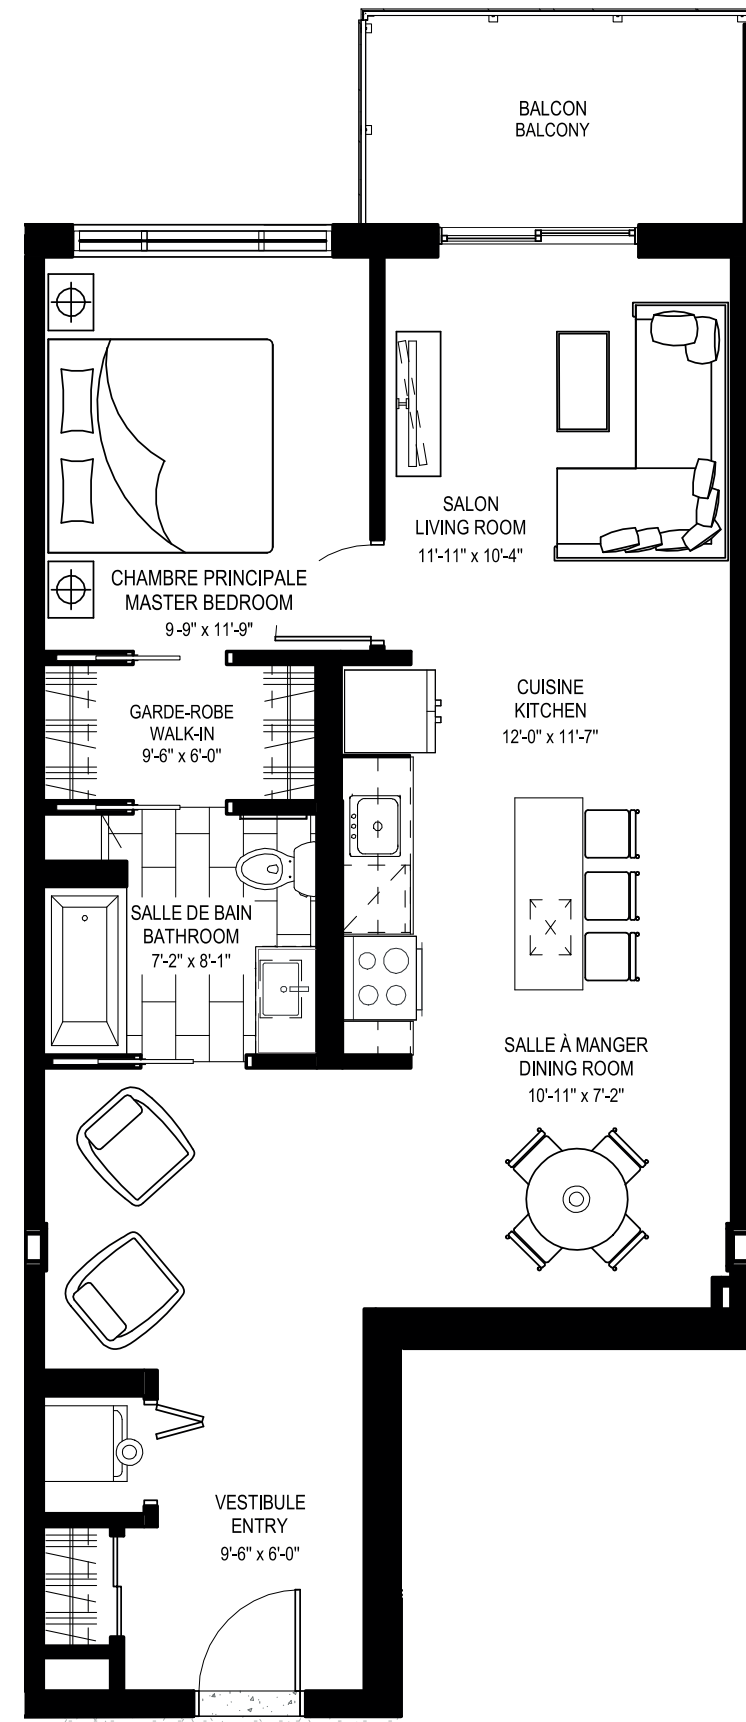 BALCON
BALCONY
SALON
LIVING ROOM
11'-11" x 10'-4"
CHAMBRE PRINCIPALE
MASTER BEDROOM
9-9" x 11'-9"
GARDE-ROBE
WALK-IN
9'-6" x 6'-0"
CUISINE
KITCHEN
12'-0" x 11'-7"
SALLE DE BAIN
BATHROOM
7'-2" x 8'-1"
SALLE À MANGER
DINING ROOM
10'-11" x 7'-2"
VESTIBULE
ENTRY
9'-6" x 6'-0"